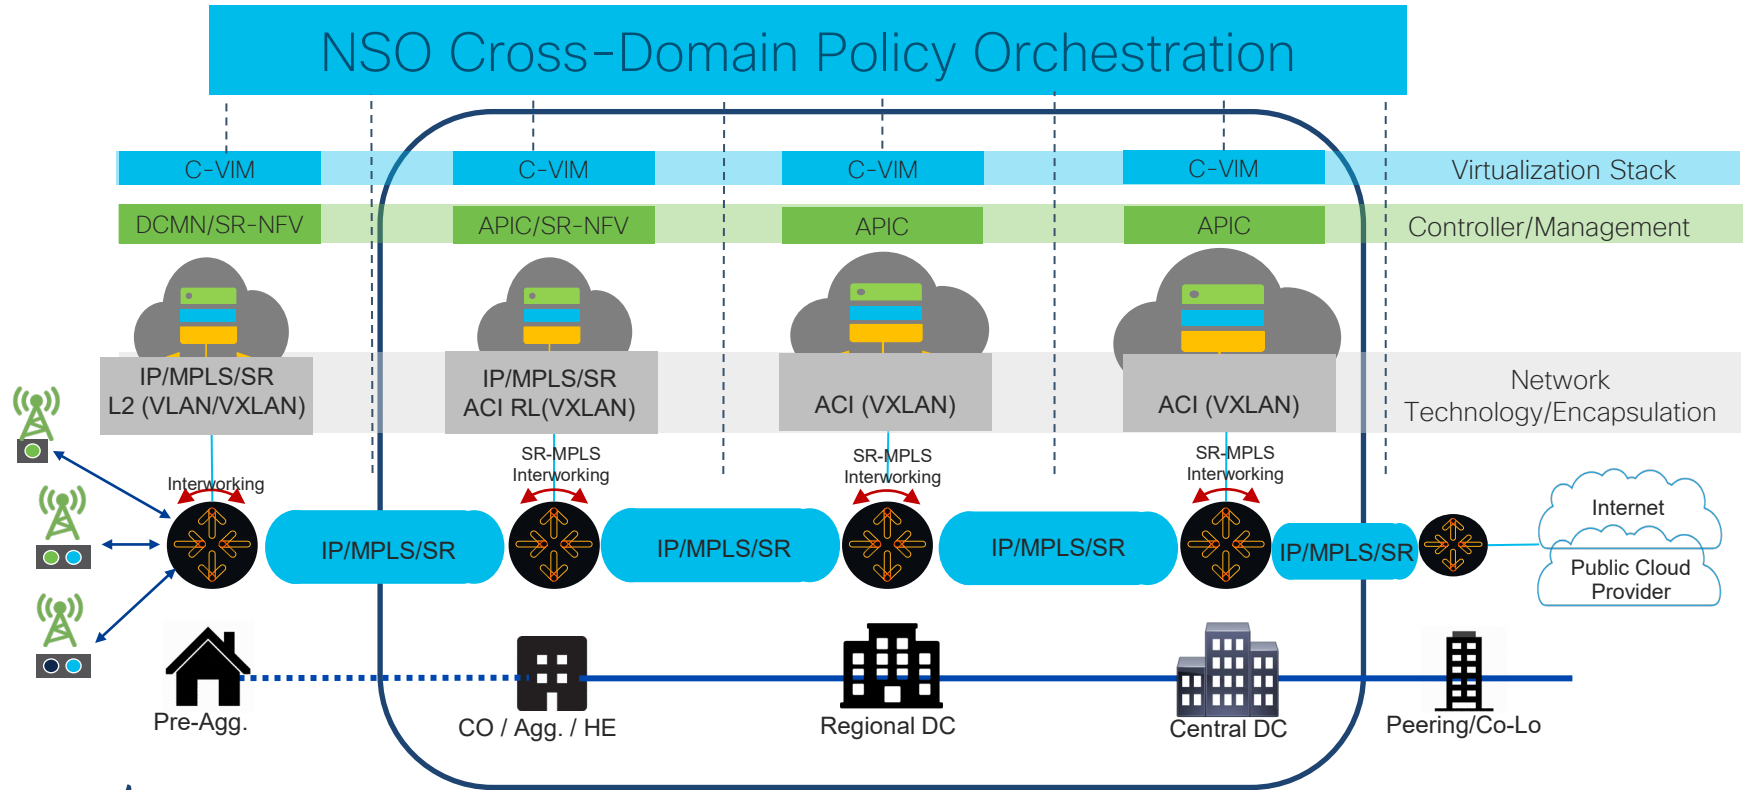 NSO Cross-Domain Policy Orchestration
C-VIM
C-VIM
C-VIM
C-VIM
Virtualization Stack
DCMN/SR-NFV
APIC/SR-NFV
APIC
APIC
Controller/Management
IP/MPLS/SR
L2 (VLAN/VXLAN)
IP/MPLS/SR
ACI RL(VXLAN)
ACI (VXLAN)
ACI (VXLAN)
Network
Technology/Encapsulation
Interworking
SR-MPLS
Interworking
SR-MPLS
Interworking
SR-MPLS
Interworking
IP/MPLS/SR
IP/MPLS/SR
IP/MPLS/SR
IP/MPLS/SR
Internet
Public Cloud
Provider
Pre-Agg.
CO / Agg. / HE
Regional DC
Central DC
Peering/Co-Lo